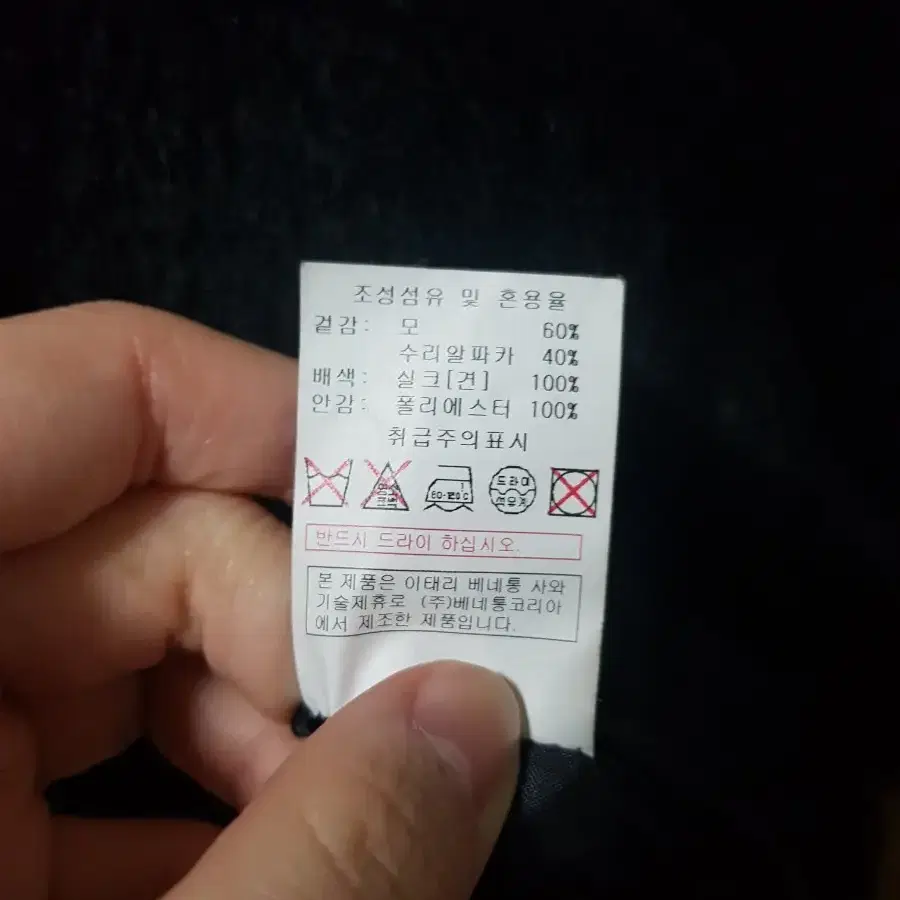 조성섬유 및 혼용율
겉감: 모 60%
수리알파카 40%
배색: 실크[견] 100%
안감: 폴리에스터 100%
취급주의표시
80-120℃
드라이
석유계
반드시 드라이 하십시오.
본 제품은 이태리 베네통 사와
기술제휴로 (주)베네통코리아
에서 제조한 제품입니다.